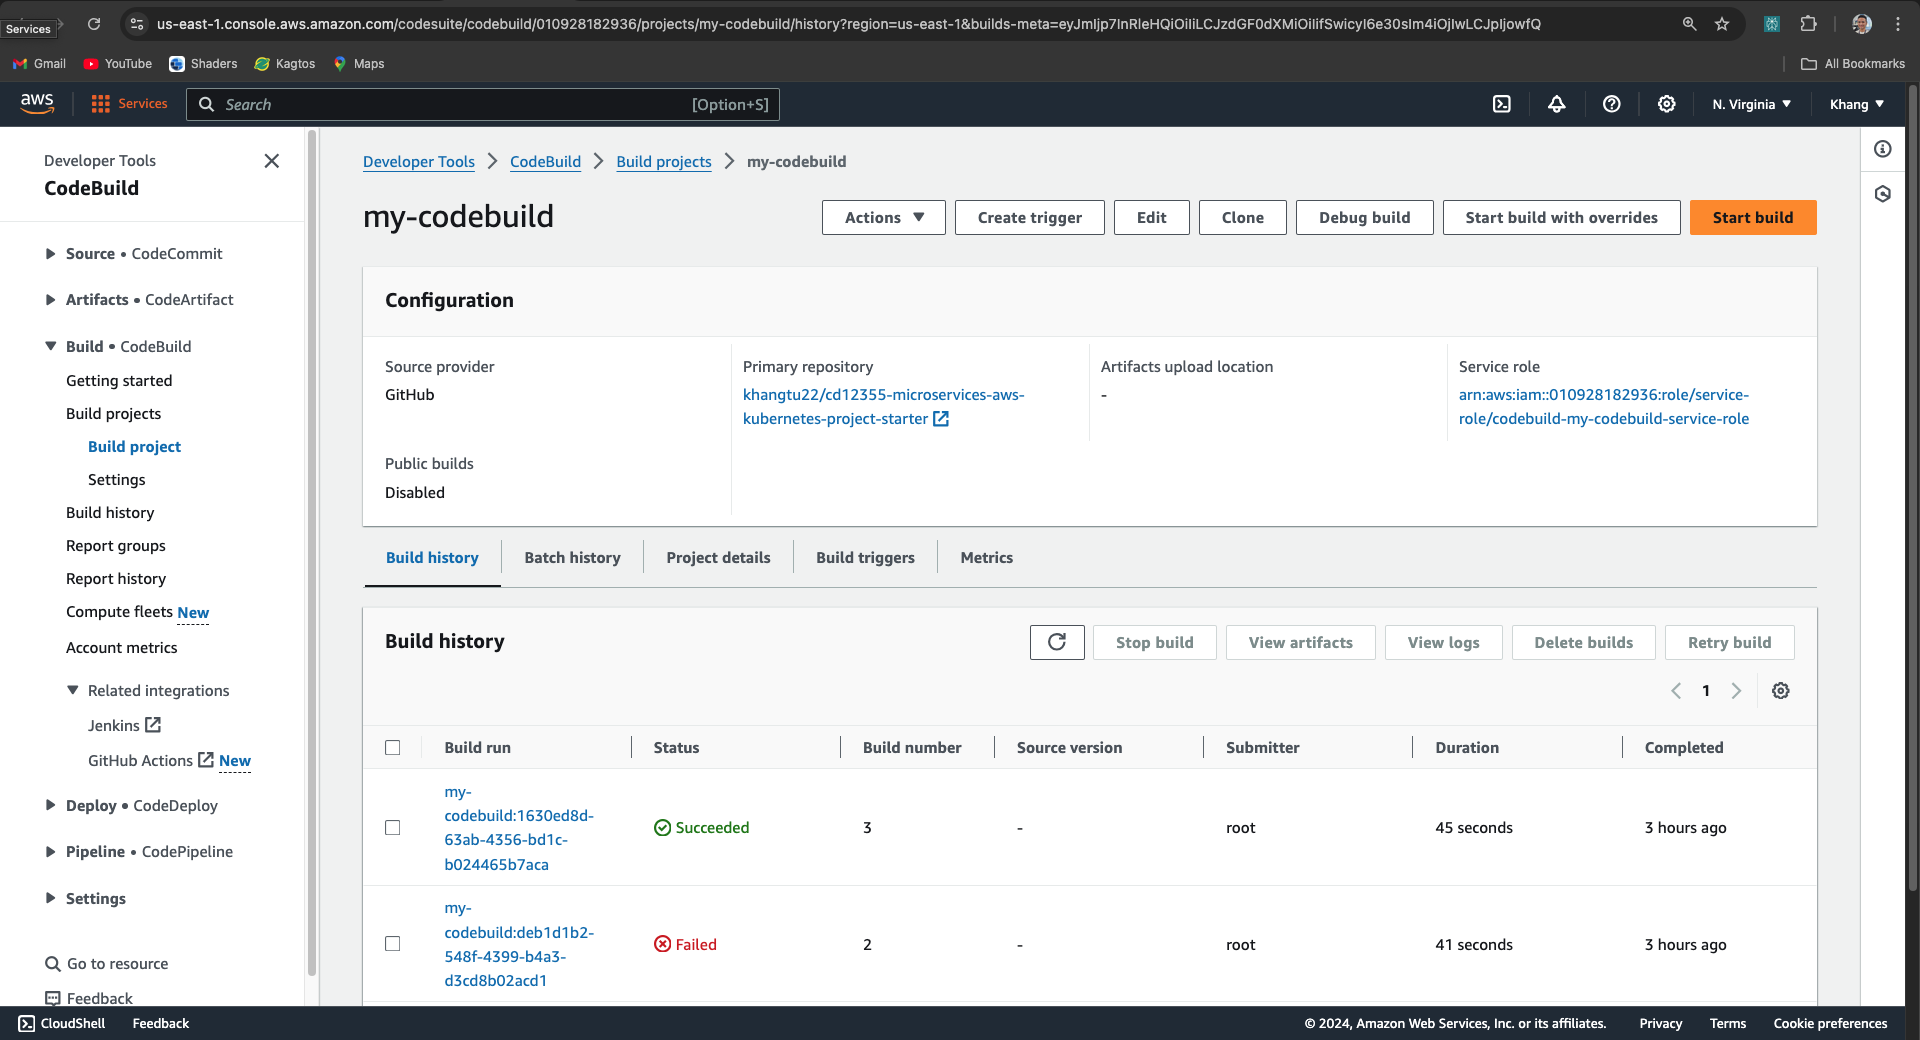 Services
us-east-1.console.aws.amazon.com/codesuite/codebuild/010928182936/projects/my-codebuild/history?region=us-east-1&builds-meta=eyJmIjp7InRleHQiOiIiLCJzdGF0dXMiOiIifSwicyI6e30sIm4iOjIwLCJpIjowfQ
Gmail
YouTube
Shaders
Kagtos
Maps
All Bookmarks
aws
Services
Search
[Option+S]
N. Virginia
Khang
Developer Tools
CodeBuild
Source • CodeCommit
Artifacts • CodeArtifact
Build • CodeBuild
Getting started
Build projects
Build project
Settings
Build history
Report groups
Report history
Compute fleets New
Account metrics
Related integrations
Jenkins
GitHub Actions New
Deploy • CodeDeploy
Pipeline • CodePipeline
Settings
Go to resource
Feedback
Developer Tools
CodeBuild
Build projects
my-codebuild
my-codebuild
Actions
Create trigger
Edit
Clone
Debug build
Start build with overrides
Start build
Configuration
Source provider
GitHub
Primary repository
khangtu22/cd12355-microservices-aws-
kubernetes-project-starter
Artifacts upload location
-
Service role
arn:aws:iam::010928182936:role/service-
role/codebuild-my-codebuild-service-role
Public builds
Disabled
Build history
Batch history
Project details
Build triggers
Metrics
Build history
Stop build
View artifacts
View logs
Delete builds
Retry build
1
Build run
Status
Build number
Source version
Submitter
Duration
Completed
my-
codebuild:1630ed8d-
63ab-4356-bd1c-
b024465b7aca
Succeeded
3
-
root
45 seconds
3 hours ago
my-
codebuild:deb1d1b2-
548f-4399-b4a3-
d3cd8b02acd1
Failed
2
-
root
41 seconds
3 hours ago
CloudShell
Feedback
© 2024, Amazon Web Services, Inc. or its affiliates.
Privacy
Terms
Cookie preferences